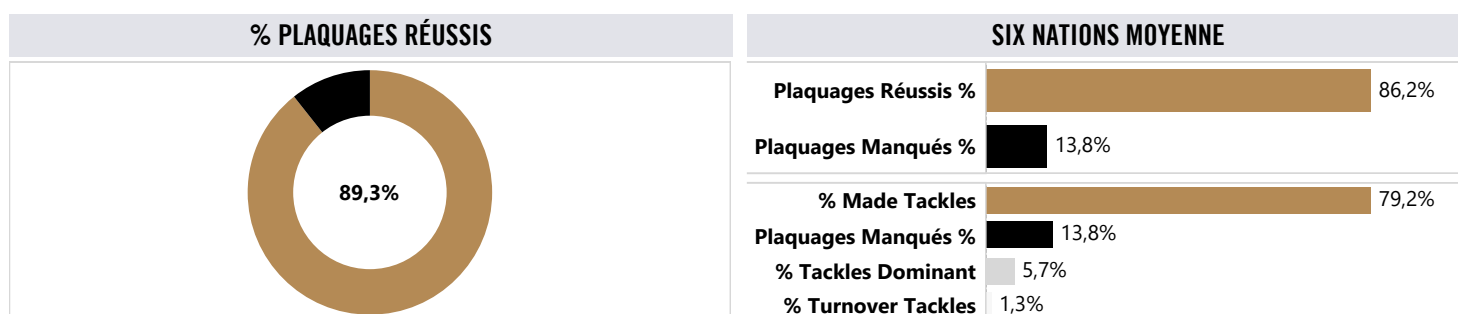 % PLAQUAGES RÉUSSIS
89,3%
SIX NATIONS MOYENNE
Plaquages Réussis % 86,2%
Plaquages Manqués % 13,8%
% Made Tackles 79,2%
Plaquages Manqués % 13,8%
% Tackles Dominant 5,7%
% Turnover Tackles 1,3%